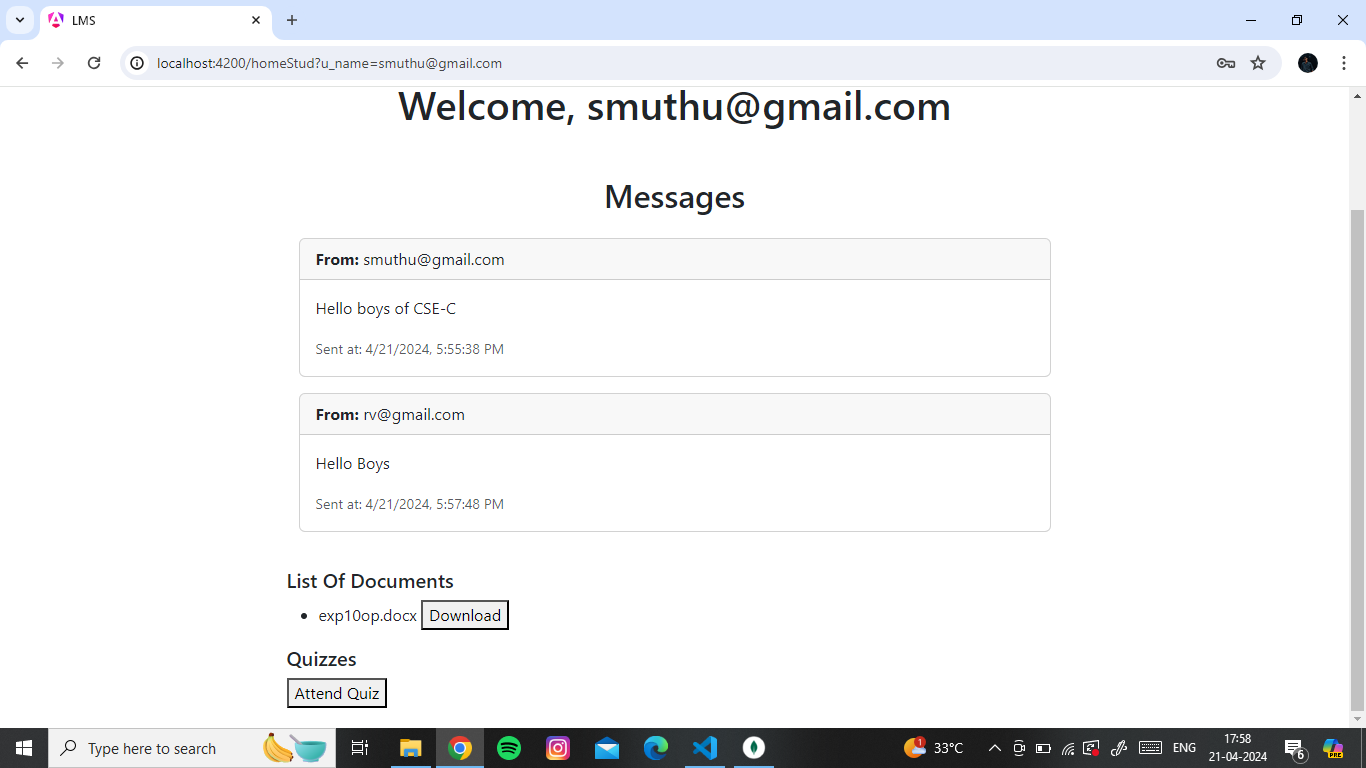 LMS
localhost:4200/homeStud?u_name=smuthu@gmail.com
Welcome, smuthu@gmail.com
Messages
From: smuthu@gmail.com
Hello boys of CSE-C
Sent at: 4/21/2024, 5:55:38 PM
From: rv@gmail.com
Hello Boys
Sent at: 4/21/2024, 5:57:48 PM
List Of Documents
exp10op.docx Download
Quizzes
Attend Quiz
Type here to search
1
33°C
ENG
17:58
21-04-2024
6
PRE